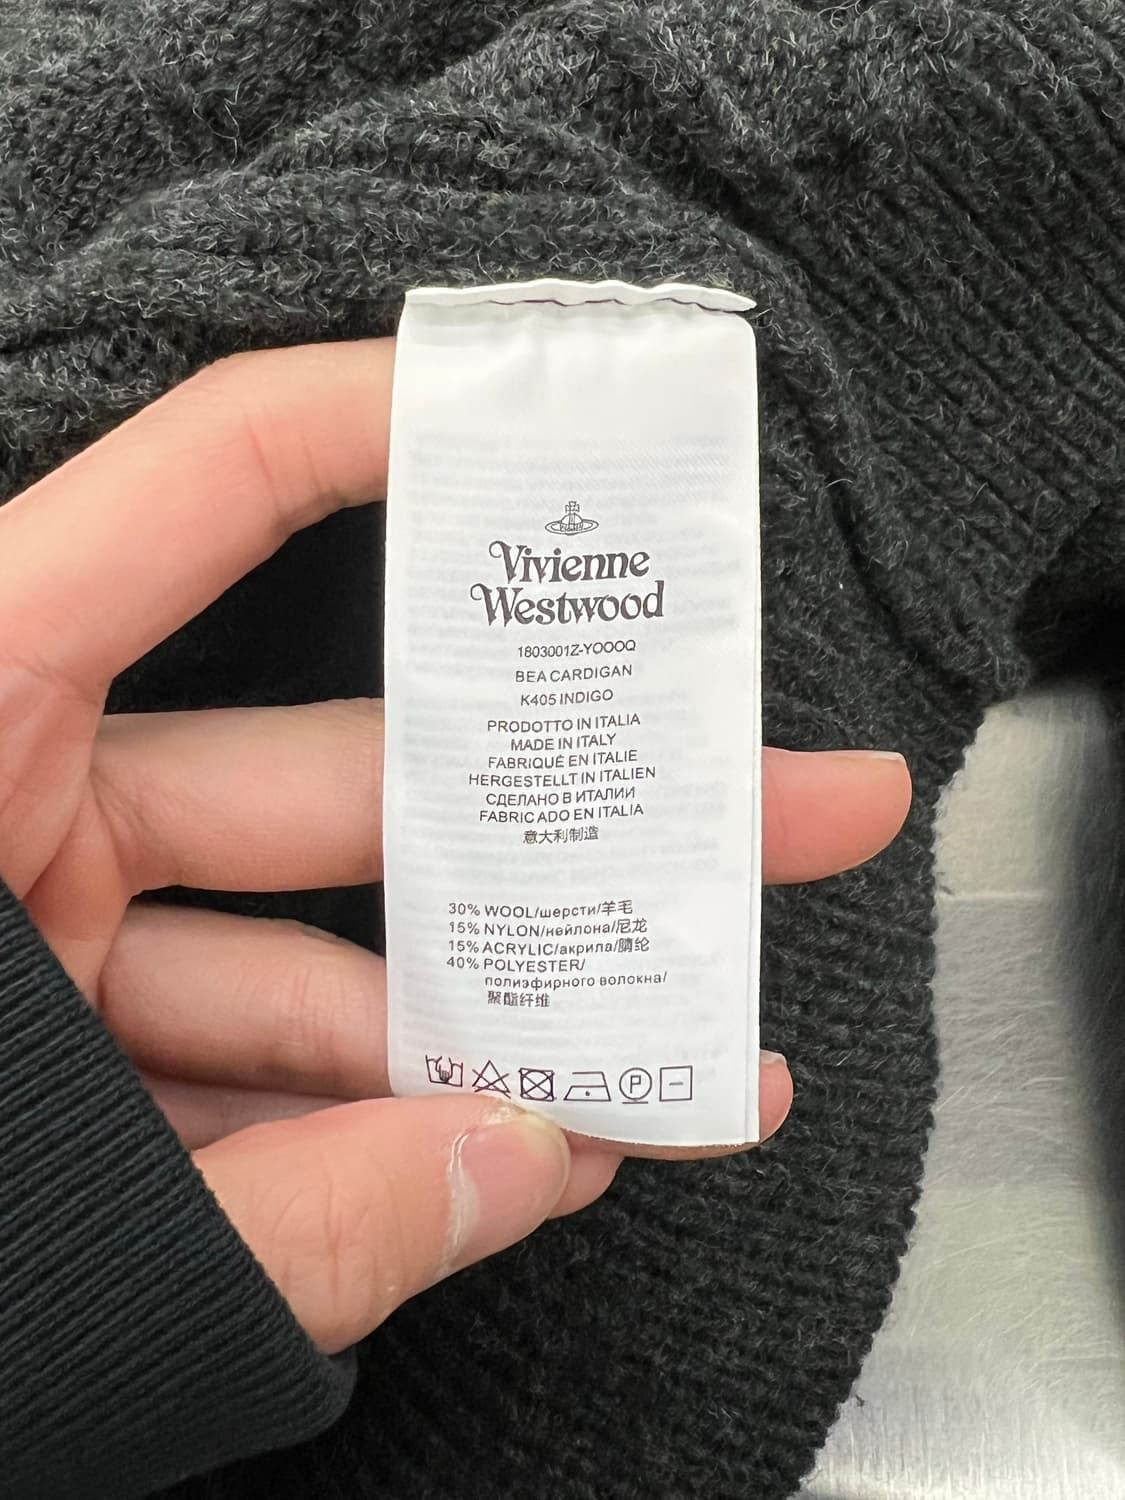 Vivienne
Westwood
1803001Z-YOOOQ
BEA CARDIGAN
K405 INDIGO
PRODOTTO IN ITALIA
MADE IN ITALY
FABRIQUÉ EN ITALIE
HERGESTELLT IN ITALIEN
СДЕЛАНО В ИТАЛИИ
FABRIC ADO EN ITALIA
意大利制造
30% WOOL/шерсти/羊毛
15% NYLON/нейлона/尼龙
15% ACRYLIC/акрила/腈纶
40% POLYESTER/
полиэфирного волокна/
聚酯纤维
P